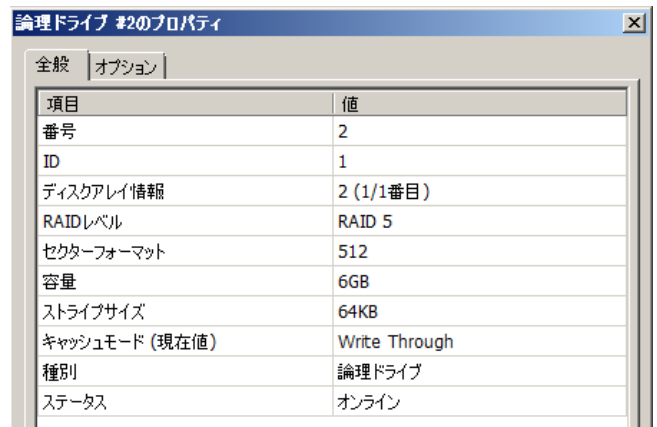 論理ドライブ #2のプロパティ
全般 オプション
項目 値
番号 2
ID 1
ディスクアレイ情報 2 (1/1番目)
RAIDレベル RAID 5
セクターフォーマット 512
容量 6GB
ストライプサイズ 64KB
キャッシュモード (現在値) Write Through
種別 論理ドライブ
ステータス オンライン